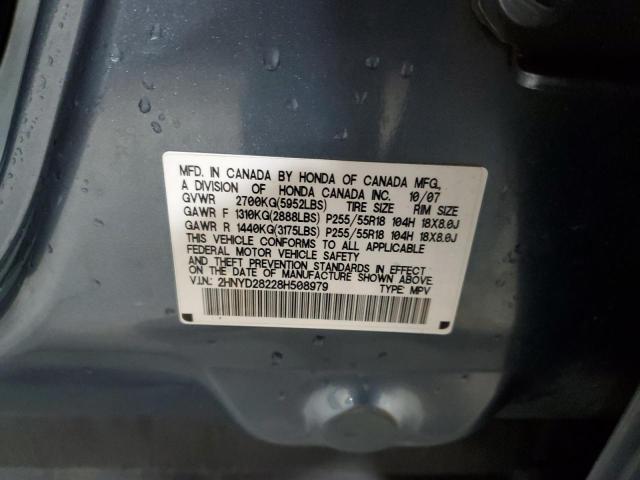 MFD. IN CANADA BY HONDA OF CANADA MFG.,
A DIVISION OF HONDA CANADA INC. 10/07
GVWR 2700KG(5952LBS) TIRE SIZE RIM SIZE
GAWR F 1310KG(2888LBS) P255/55R18 104H 18X8.0J
GAWR R 1440KG(3175LBS) P255/55R18 104H 18X8.0J
THIS VEHICLE CONFORMS TO ALL APPLICABLE
FEDERAL MOTOR VEHICLE SAFETY
AND THEFT PREVENTION STANDARDS IN EFFECT
ON THE DATE OF MANUFACTURE SHOWN ABOVE.
V.I.N.: 2HNYD28228H508979 TYPE: MPV